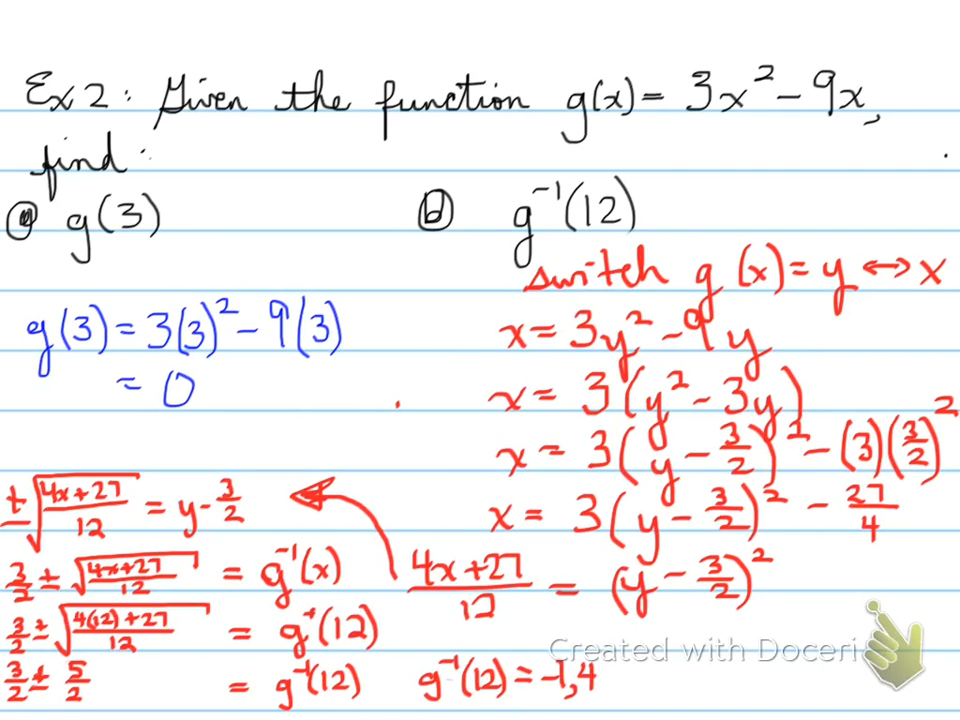 Ex 2: Given the function g(x) = 3x² - 9x,
find:
ⓐ g(3)
g(3) = 3(3)² - 9(3)
= 0
ⓑ g⁻¹(12)
switch g(x) = y ↔ x
x = 3y² - 9y
x = 3(y² - 3y)
x = 3(y - 3/2)² - (3)(3/2)²
x = 3(y - 3/2)² - 27/4
(4x+27)/12 = (y - 3/2)²
±√((4x+27)/12) = y - 3/2
3/2 ± √((4x+27)/12) = g⁻¹(x)
3/2 ± √((4(12)+27)/12) = g⁻¹(12)
3/2 ± 5/2 = g⁻¹(12)
g⁻¹(12) = -1, 4
Created with Doceri